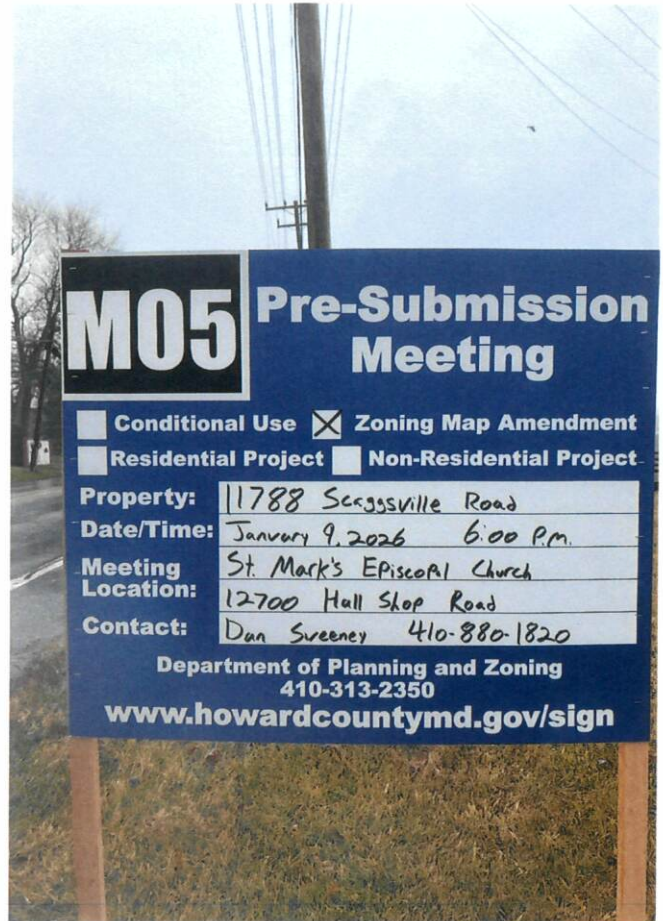 M05
Pre-Submission
Meeting
Conditional Use
Zoning Map Amendment
Residential Project
Non-Residential Project
Property: 11788 Scaggsville Road
Date/Time: January 9, 2026 6:00 P.m.
Meeting Location: St. Mark's Episcopal Church
12700 Hall Shop Road
Contact: Dan Sweeney 410-880-1820
Department of Planning and Zoning
410-313-2350
www.howardcountymd.gov/sign